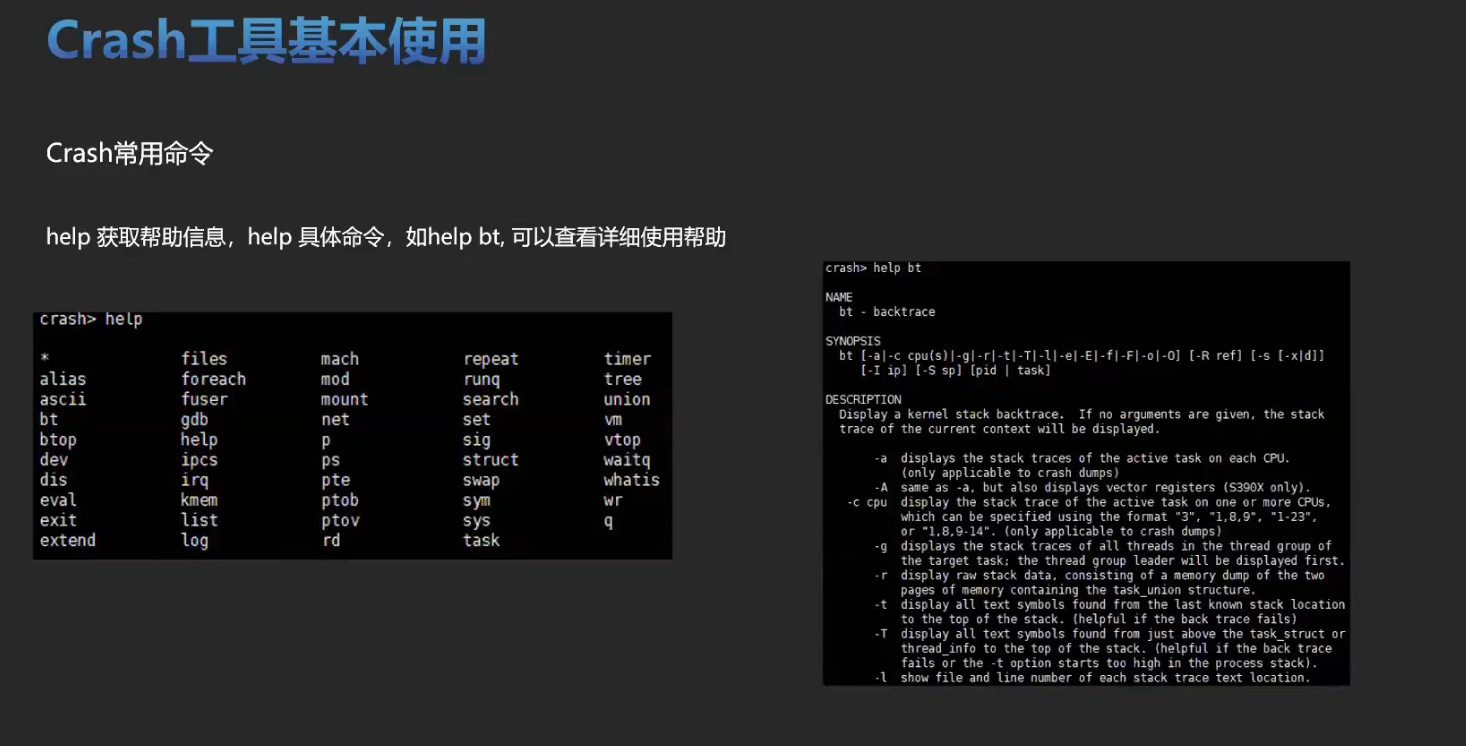 Crash工具基本使用
Crash常用命令
help 获取帮助信息，help 具体命令，如help bt, 可以查看详细使用帮助
crash> help
* files mach repeat timer
alias foreach mod runq tree
ascii fuser mount search union
bt gdb net set vm
btop help p sig vtop
dev ipcs ps struct waitq
dis irq pte swap whatis
eval kmem ptob sym wr
exit list ptov sys q
extend log rd task
crash> help bt
NAME
bt - backtrace
SYNOPSIS
bt [-a|-c cpu(s)|-g|-r|-t|-T|-l|-e|-E|-f|-F|-o|-O] [-R ref] [-s [-x|d]]
[-I ip] [-S sp] [pid | task]
DESCRIPTION
Display a kernel stack backtrace.  If no arguments are given, the stack
trace of the current context will be displayed.
-a  displays the stack traces of the active task on each CPU.
(only applicable to crash dumps)
-A  same as -a, but also displays vector registers (S390X only).
-c cpu  display the stack trace of the active task on one or more CPUs,
which can be specified using the format "3", "1,8,9", "1-23",
or "1,8,9-14". (only applicable to crash dumps)
-g  displays the stack traces of all threads in the thread group of
the target task; the thread group leader will be displayed first.
-r  display raw stack data, consisting of a memory dump of the two
pages of memory containing the task_union structure.
-t  display all text symbols found from the last known stack location
to the top of the stack. (helpful if the back trace fails)
-T  display all text symbols found from just above the task_struct or
thread_info to the top of the stack. (helpful if the back trace
fails or the -t option starts too high in the process stack).
-l  show file and line number of each stack trace text location.